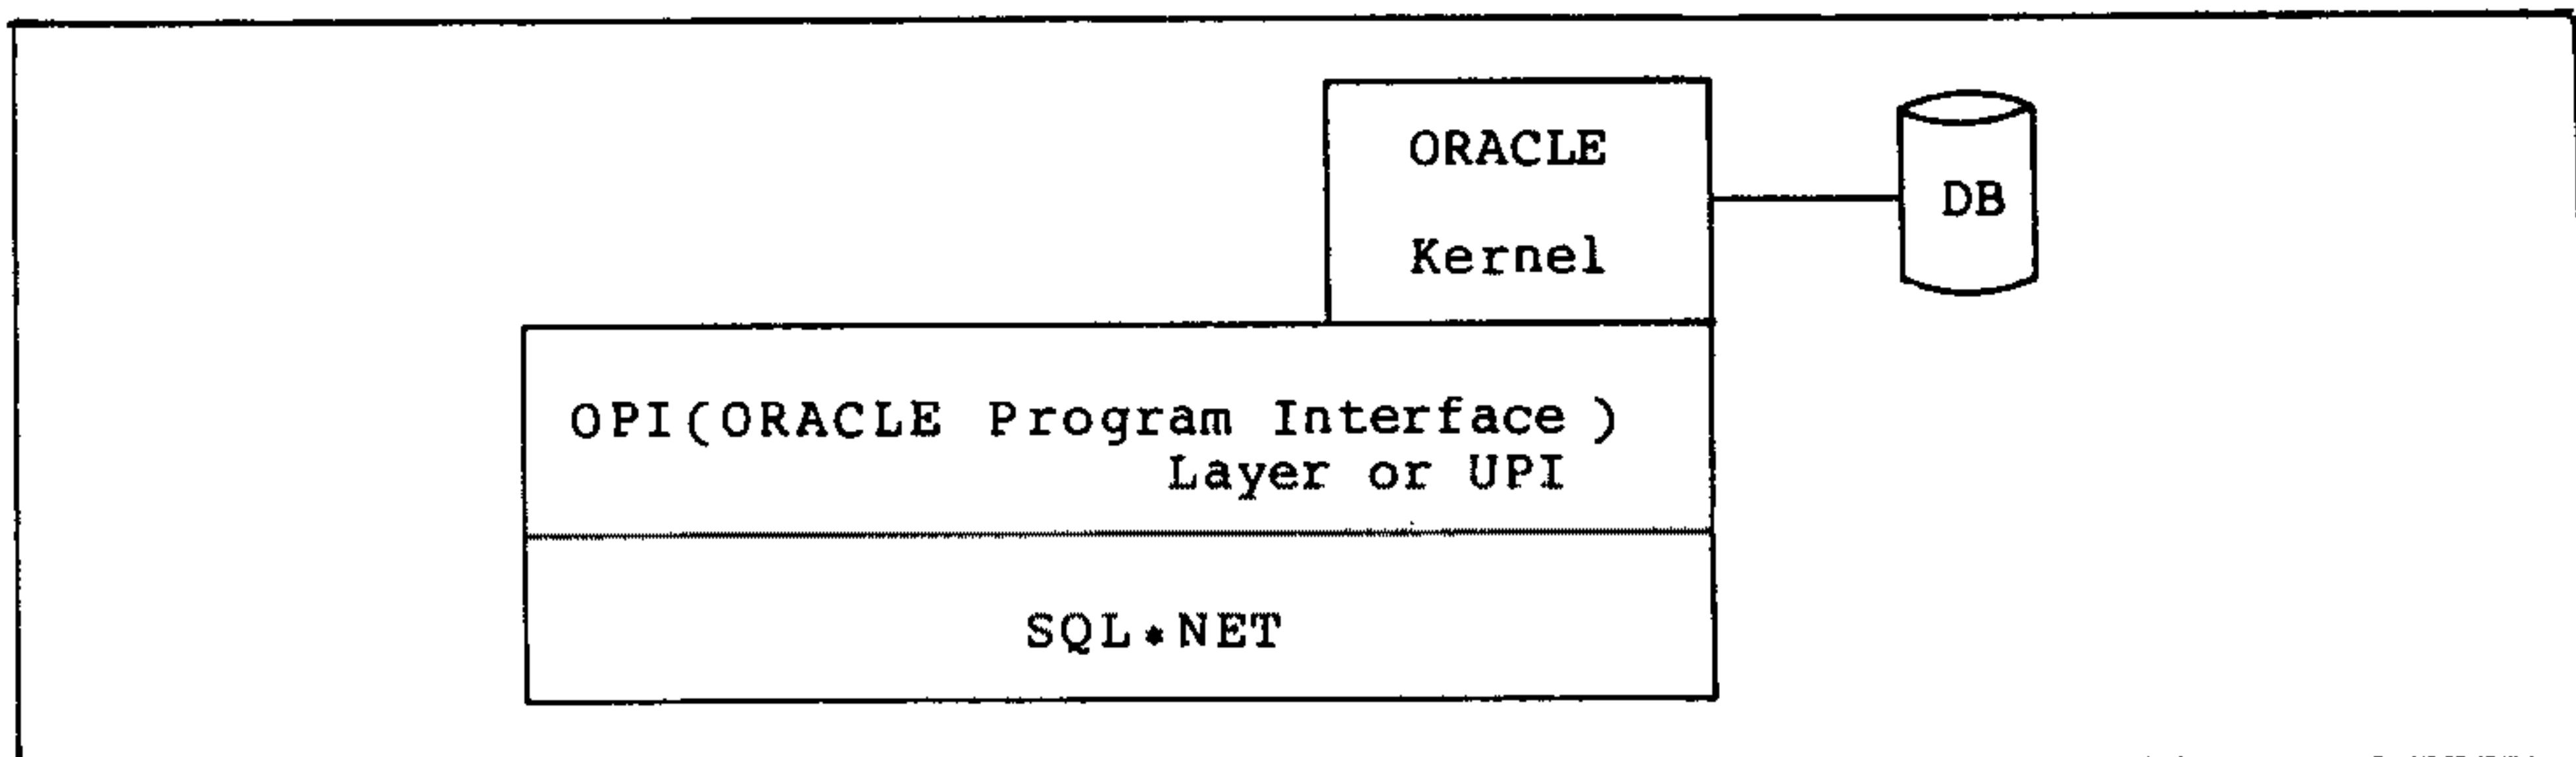 ORACLE
Kernel
DB
OPI(ORACLE Program Interface )
Layer or UPI
SQL*NET